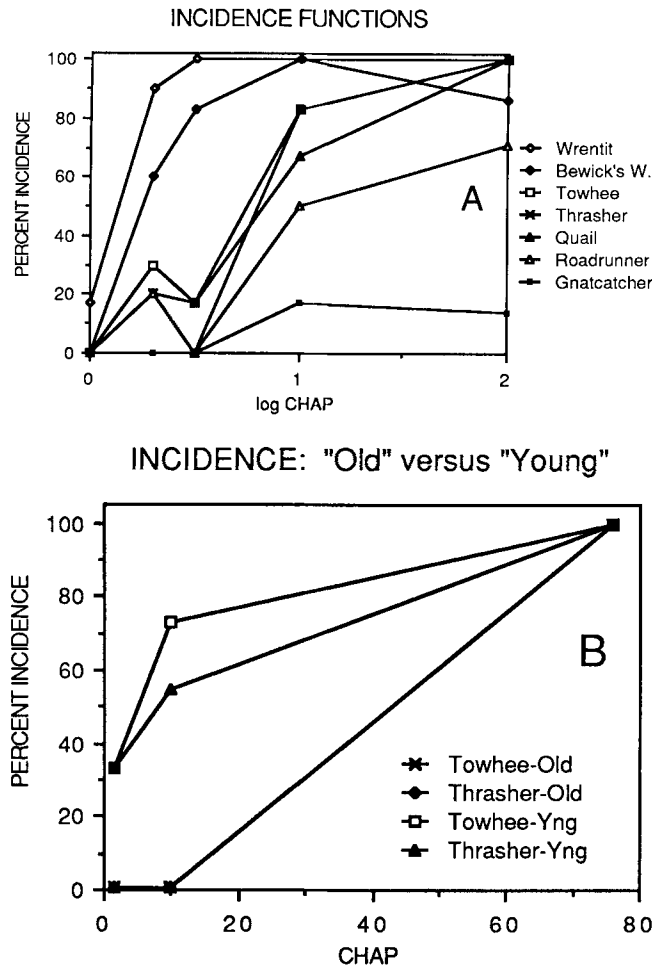 INCIDENCE FUNCTIONS
100
80
60
40
20
0
PERCENT INCIDENCE
A
0
1
2
log CHAP
Wrentit
Bewick's W.
Towhee
Thrasher
Quail
Roadrunner
Gnatcatcher
INCIDENCE: "Old" versus "Young"
100
80
60
40
20
0
PERCENT INCIDENCE
B
Towhee-Old
Thrasher-Old
Towhee-Yng
Thrasher-Yng
0
20
40
60
80
CHAP